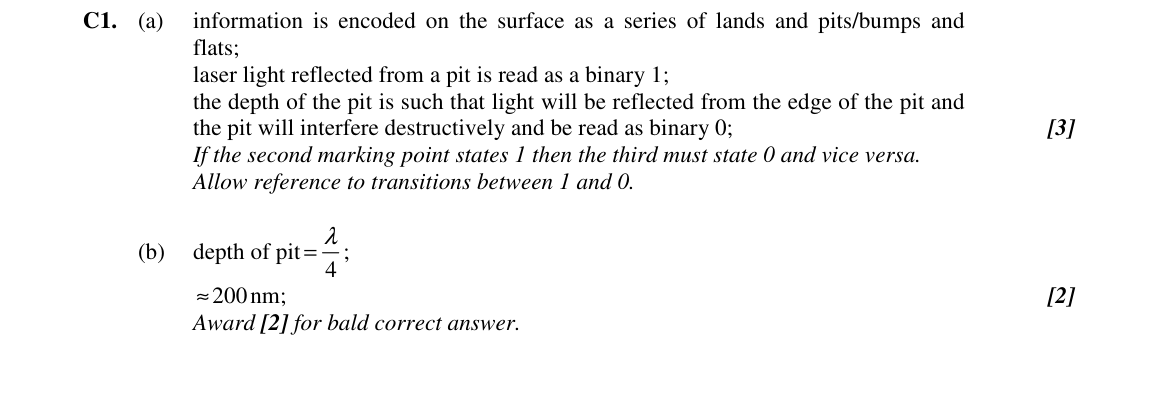 C1. (a) information is encoded on the surface as a series of lands and pits/bumps and
flats;
laser light reflected from a pit is read as a binary 1;
the depth of the pit is such that light will be reflected from the edge of the pit and
the pit will interfere destructively and be read as binary 0; [3]
If the second marking point states 1 then the third must state 0 and vice versa.
Allow reference to transitions between 1 and 0.
(b) depth of pit = λ/4;
≈ 200 nm; [2]
Award [2] for bald correct answer.